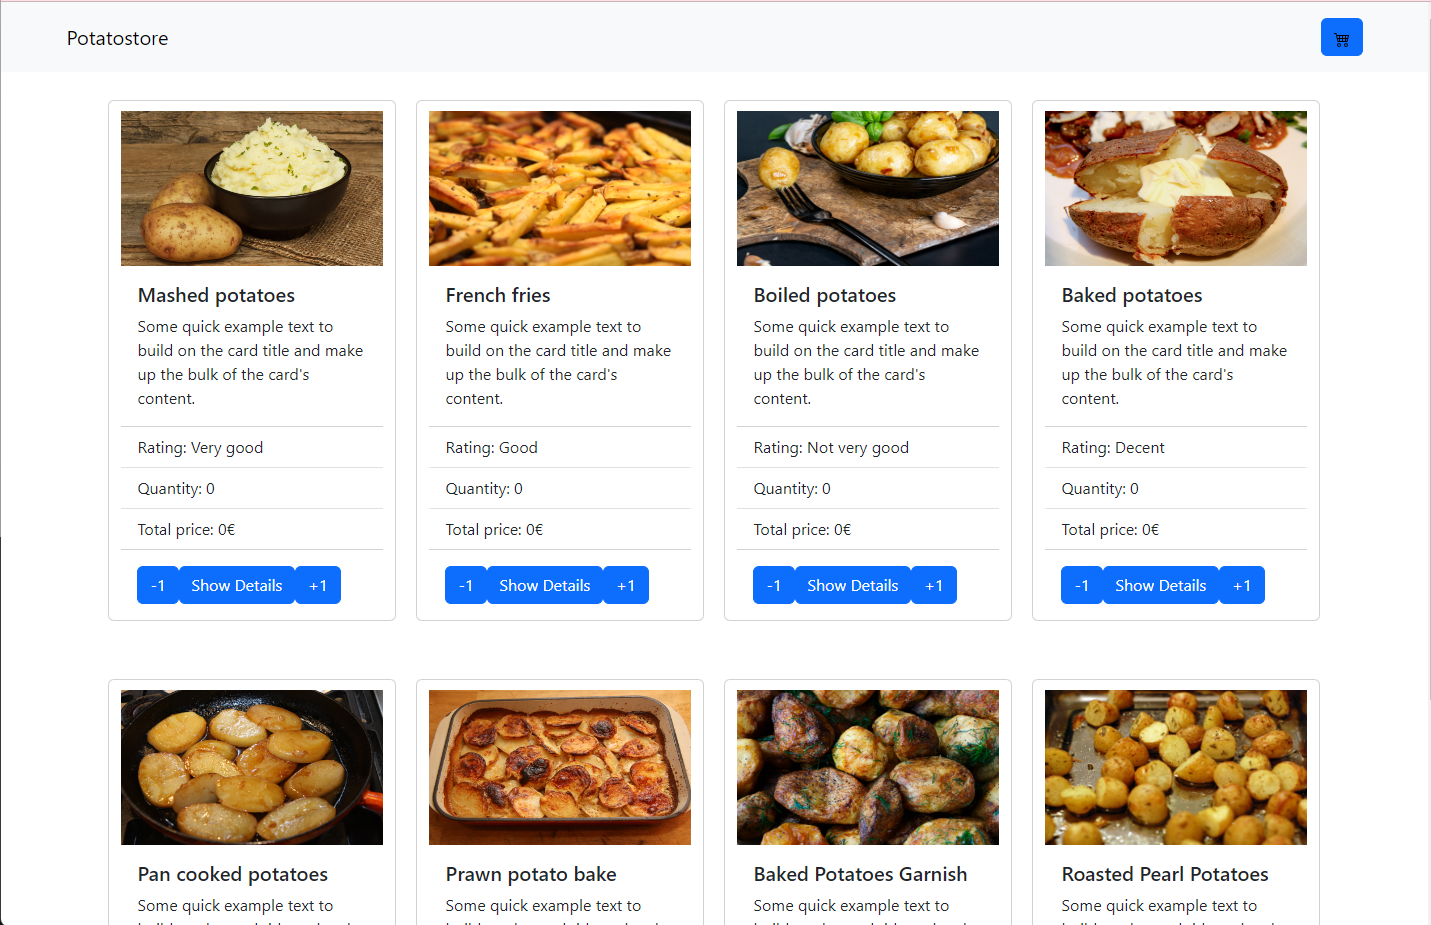 Potatostore
Mashed potatoes
Some quick example text to
build on the card title and make
up the bulk of the card's
content.
Rating: Very good
Quantity: 0
Total price: 0€
-1 Show Details +1
French fries
Some quick example text to
build on the card title and make
up the bulk of the card's
content.
Rating: Good
Quantity: 0
Total price: 0€
-1 Show Details +1
Boiled potatoes
Some quick example text to
build on the card title and make
up the bulk of the card's
content.
Rating: Not very good
Quantity: 0
Total price: 0€
-1 Show Details +1
Baked potatoes
Some quick example text to
build on the card title and make
up the bulk of the card's
content.
Rating: Decent
Quantity: 0
Total price: 0€
-1 Show Details +1
Pan cooked potatoes
Some quick example text to
Prawn potato bake
Some quick example text to
Baked Potatoes Garnish
Some quick example text to
Roasted Pearl Potatoes
Some quick example text to